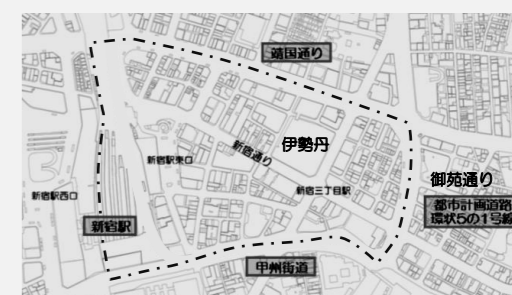 靖国通り
伊勢丹
新宿通り
新宿駅東口
御苑通り
新宿三丁目駅
新宿駅西口
都市計画道路
環状5の1号線
新宿駅
甲州街道